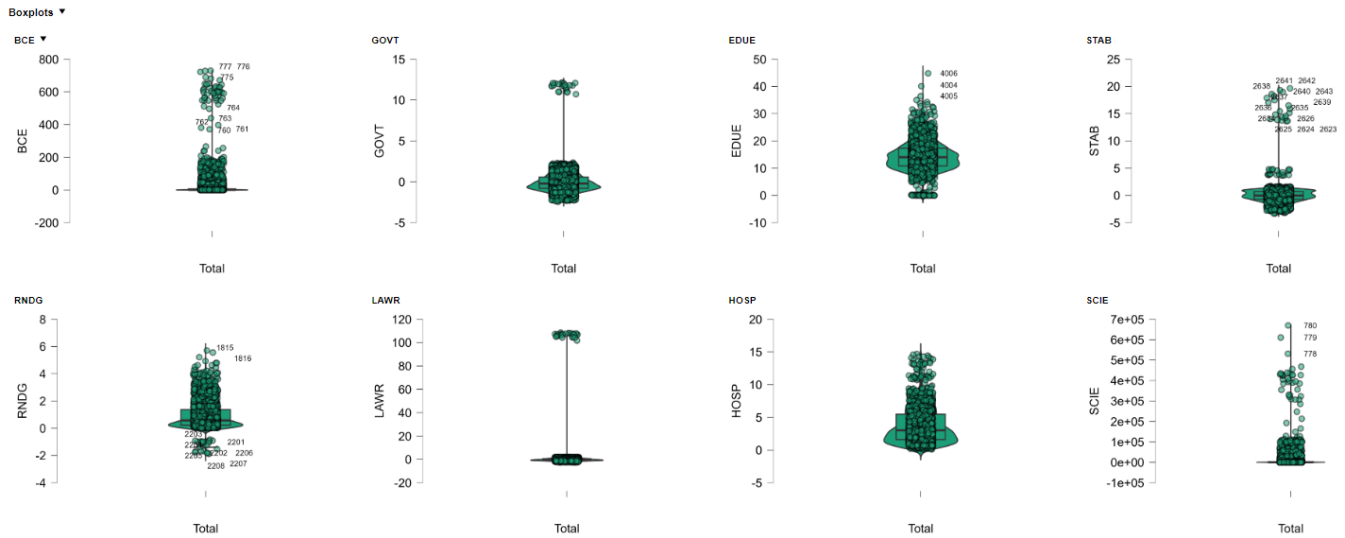 Boxplots ▼
BCE ▼
800
600
400
200
0
-200
BCE
777 776
775
764
762 763
760 761
Total
GOVT
15
10
5
0
-5
GOVT
Total
EDUE
50
40
30
20
10
0
-10
EDUE
4006
4004
4005
Total
STAB
25
20
15
10
5
0
-5
STAB
2638 2641 2642
2640 2643
2639
2636 2635
2626
2625 2624 2623
Total
RNDG
8
6
4
2
0
-2
-4
RNDG
1815
1816
2203 2201
2202 2206
2208 2207
Total
LAWR
120
100
80
60
40
20
0
-20
LAWR
Total
HOSP
20
15
10
5
0
-5
HOSP
Total
SCIE
7e+05
6e+05
5e+05
4e+05
3e+05
2e+05
1e+05
0e+00
-1e+05
SCIE
780
779
778
Total